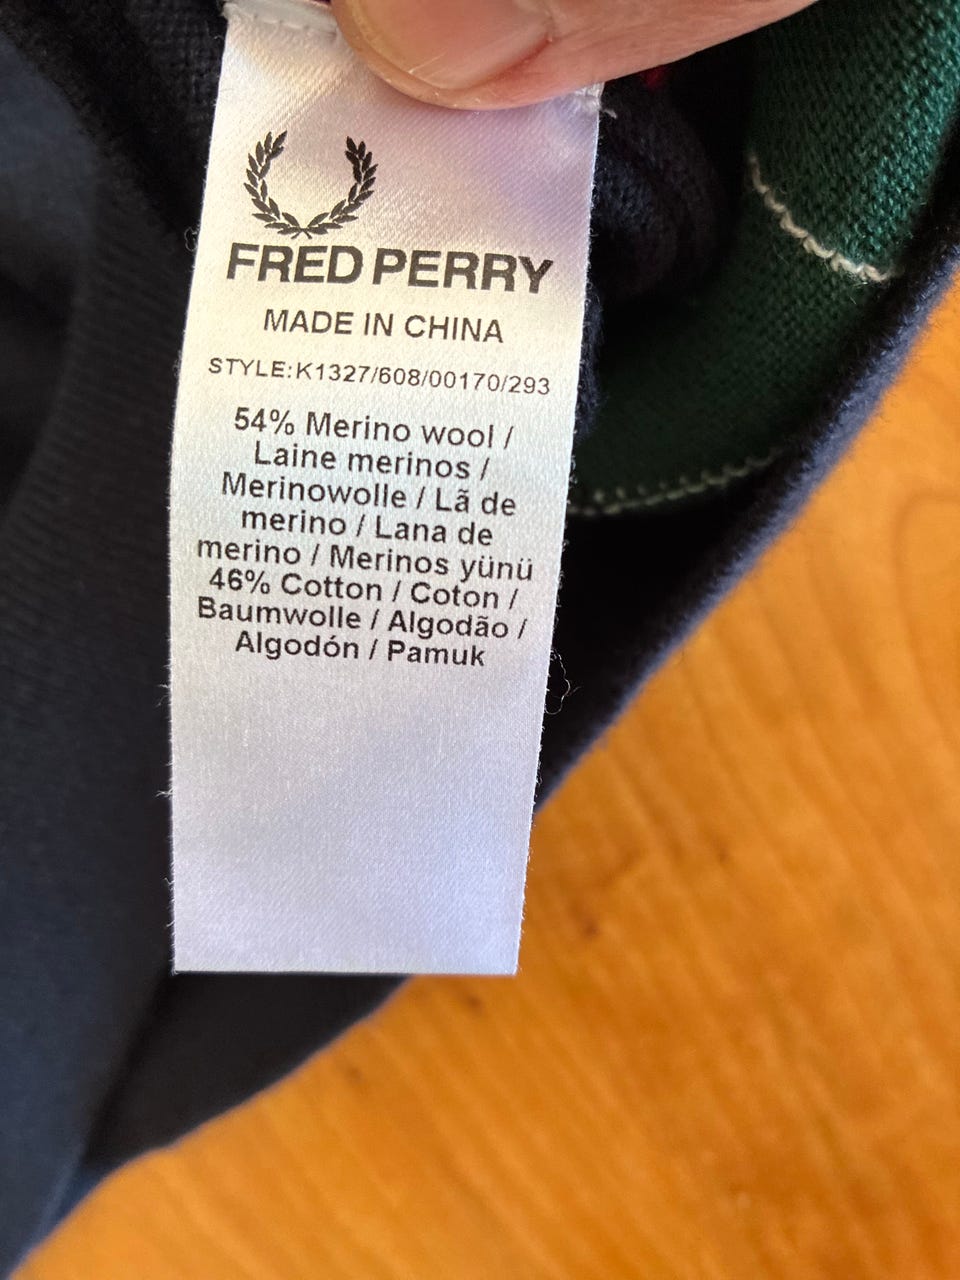 FRED PERRY
MADE IN CHINA
STYLE:K1327/608/00170/293
54% Merino wool /
Laine merinos /
Merinowolle / Lã de
merino / Lana de
merino / Merinos yünü
46% Cotton / Coton /
Baumwolle / Algodão /
Algodón / Pamuk